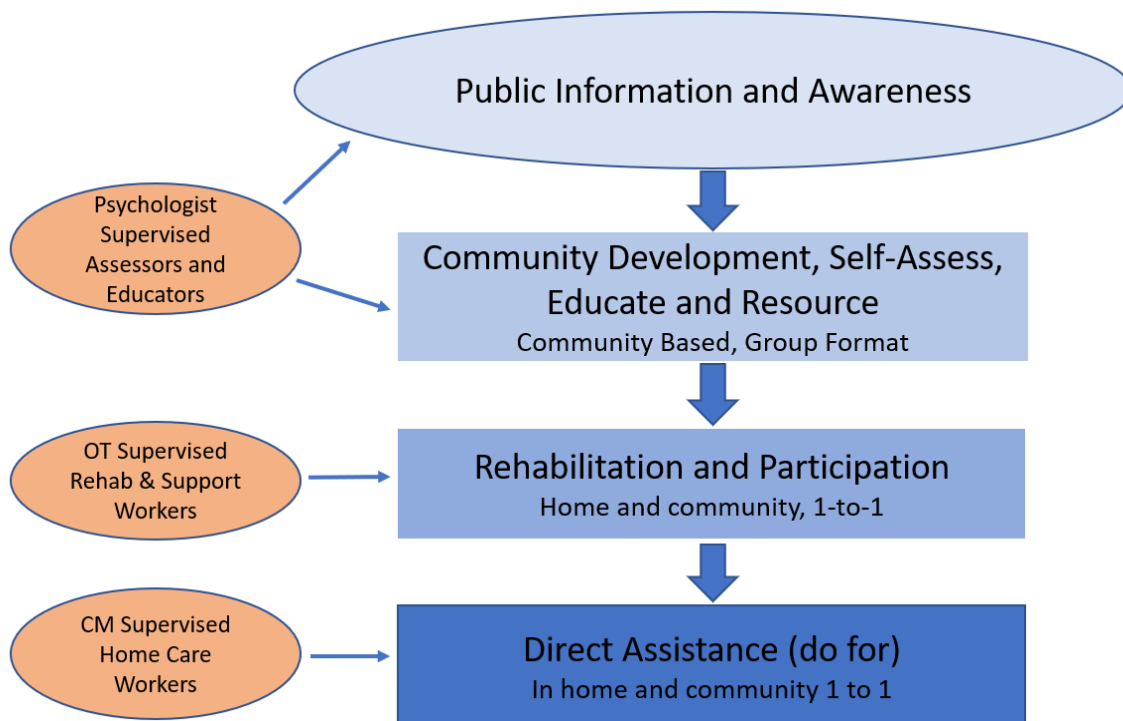 Public Information and Awareness
Psychologist
Supervised
Assessors and
Educators
Community Development, Self-Assess,
Educate and Resource
Community Based, Group Format
OT Supervised
Rehab & Support
Workers
Rehabilitation and Participation
Home and community, 1-to-1
CM Supervised
Home Care
Workers
Direct Assistance (do for)
In home and community 1 to 1